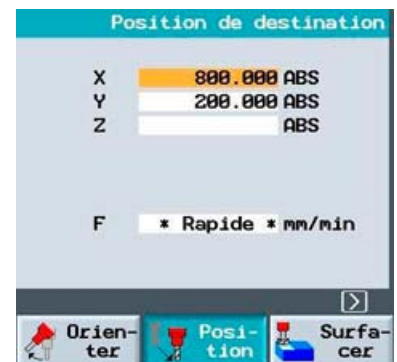 Position de destination
X 800.000 ABS
Y 200.000 ABS
Z ABS
F * Rapide * mm/min
Orien- Posi- Surfa-
ter tion cer